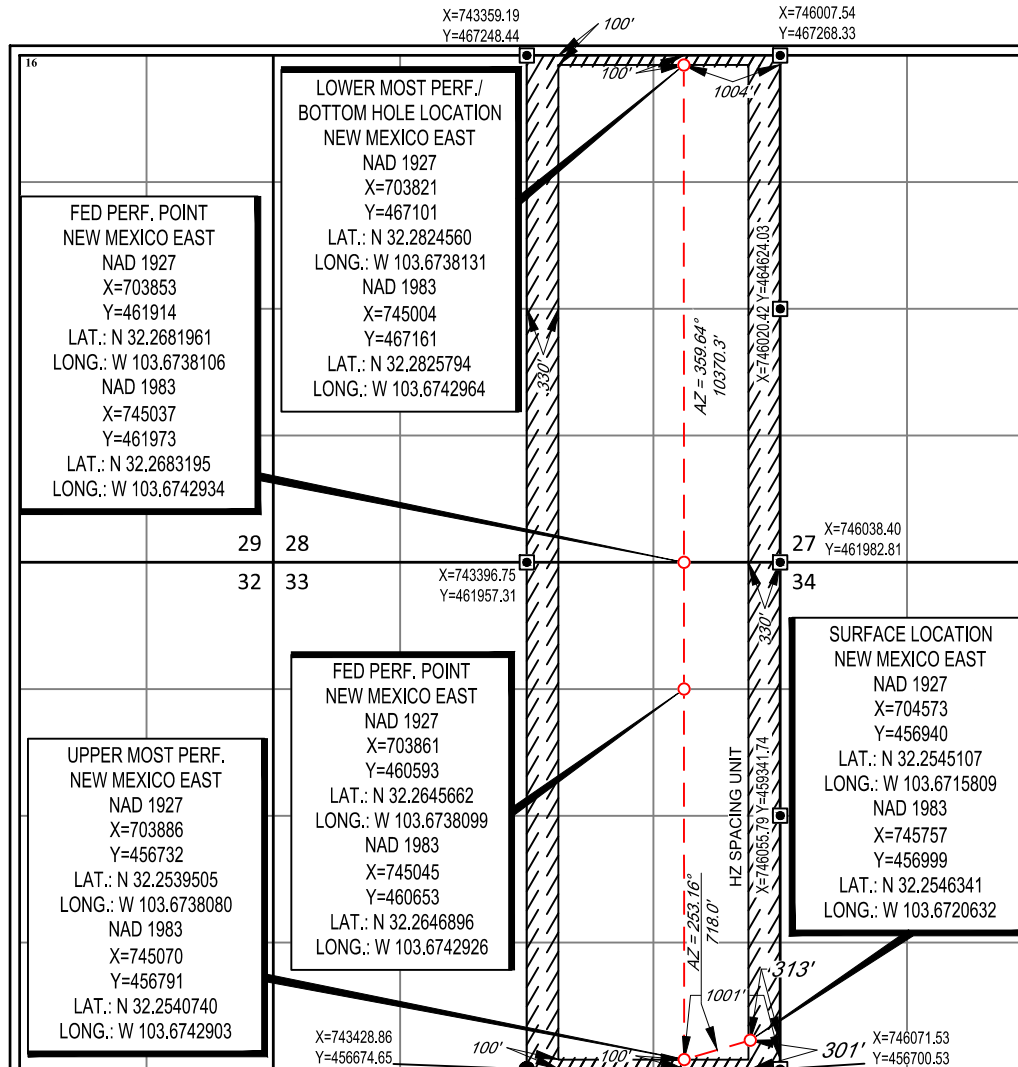 X=743359.19
Y=467248.44
100'
X=746007.54
Y=467268.33
16
100'
1004'
LOWER MOST PERF./
BOTTOM HOLE LOCATION
NEW MEXICO EAST
NAD 1927
X=703821
Y=467101
LAT.: N 32.2824560
LONG.: W 103.6738131
NAD 1983
X=745004
Y=467161
LAT.: N 32.2825794
LONG.: W 103.6742964
FED PERF. POINT
NEW MEXICO EAST
NAD 1927
X=703853
Y=461914
LAT.: N 32.2681961
LONG.: W 103.6738106
NAD 1983
X=745037
Y=461973
LAT.: N 32.2683195
LONG.: W 103.6742934
330'
AZ = 359.64°
10370.3'
X=746020.42 Y=464624.03
29 28
32 33
27
34
X=746038.40
Y=461982.81
X=743396.75
Y=461957.31
330'
FED PERF. POINT
NEW MEXICO EAST
NAD 1927
X=703861
Y=460593
LAT.: N 32.2645662
LONG.: W 103.6738099
NAD 1983
X=745045
Y=460653
LAT.: N 32.2646896
LONG.: W 103.6742926
SURFACE LOCATION
NEW MEXICO EAST
NAD 1927
X=704573
Y=456940
LAT.: N 32.2545107
LONG.: W 103.6715809
NAD 1983
X=745757
Y=456999
LAT.: N 32.2546341
LONG.: W 103.6720632
UPPER MOST PERF.
NEW MEXICO EAST
NAD 1927
X=703886
Y=456732
LAT.: N 32.2539505
LONG.: W 103.6738080
NAD 1983
X=745070
Y=456791
LAT.: N 32.2540740
LONG.: W 103.6742903
HZ SPACING UNIT
X=746055.79 Y=459341.74
AZ = 253.16°
718.0'
313'
1001'
301'
X=743428.86
Y=456674.65
100'
100'
X=746071.53
Y=456700.53